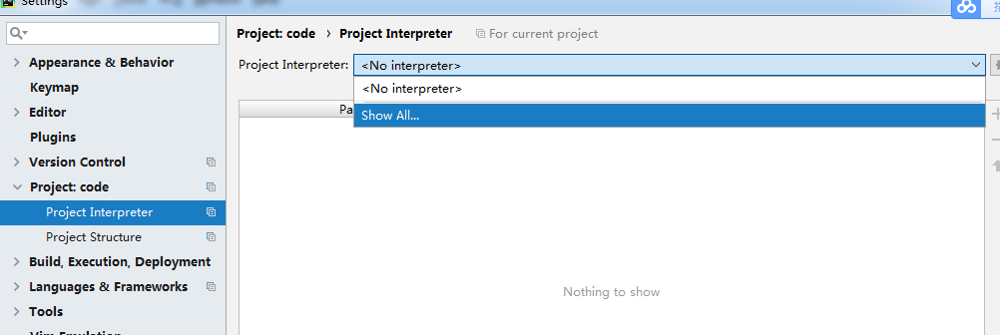 Settings
Project: code › Project Interpreter For current project
Appearance & Behavior
Project Interpreter: <No interpreter>
Keymap
<No interpreter>
Editor
Pa
Show All...
Plugins
Version Control
Project: code
Project Interpreter
Project Structure
Build, Execution, Deployment
Languages & Frameworks
Nothing to show
Tools
Vim Emulation